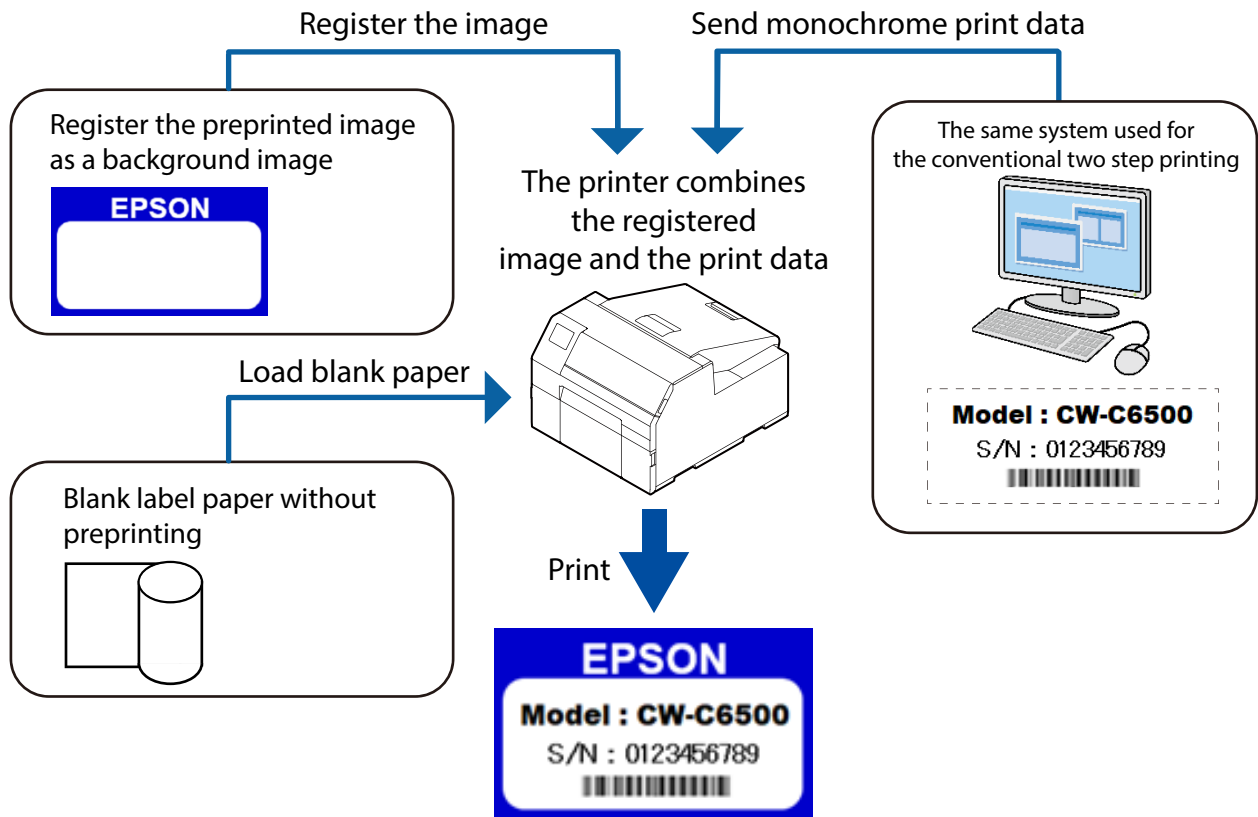 Register the image
Send monochrome print data
Register the preprinted image
as a background image
EPSON
The printer combines
the registered
image and the print data
The same system used for
the conventional two step printing
Model : CW-C6500
S/N : 0123456789
Load blank paper
Blank label paper without
preprinting
Print
EPSON
Model : CW-C6500
S/N : 0123456789